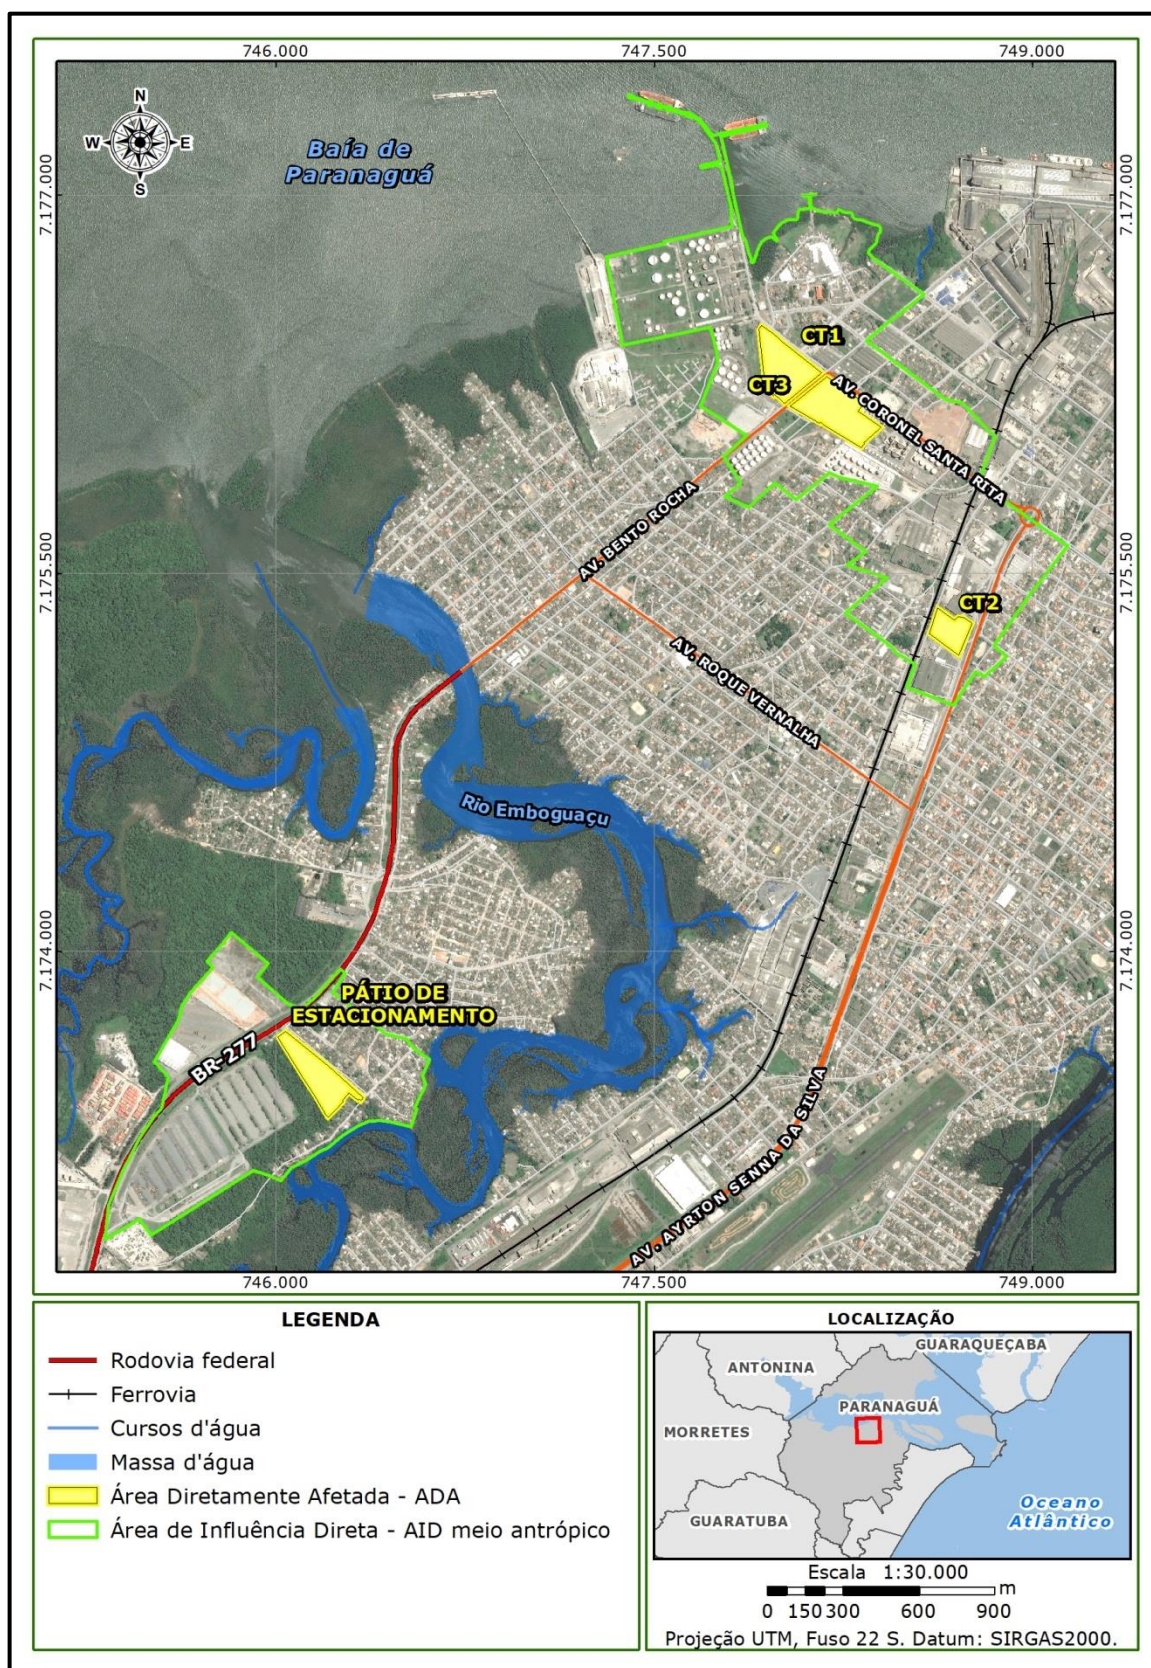 746.000
747.500
749.000
N
W
E
S
Baía de
Paranaguá
7.177.000
7.177.000
CT1
CT3
AV. CORONEL SANTA RITA
AV. BENTO ROCHA
7.175.500
7.175.500
CT2
AV. ROQUE VERNALHA
Rio Emboguaçu
7.174.000
7.174.000
PÁTIO DE
ESTACIONAMENTO
BR-277
AV. AYRTON SENNA DA SILVA
746.000
747.500
749.000
LEGENDA
Rodovia federal
Ferrovia
Cursos d'água
Massa d'água
Área Diretamente Afetada - ADA
Área de Influência Direta - AID meio antrópico
LOCALIZAÇÃO
GUARAQUEÇABA
ANTONINA
PARANAGUÁ
MORRETES
Oceano
Atlântico
GUARATUBA
Escala 1:30.000
m
0 150 300 600 900
Projeção UTM, Fuso 22 S. Datum: SIRGAS2000.